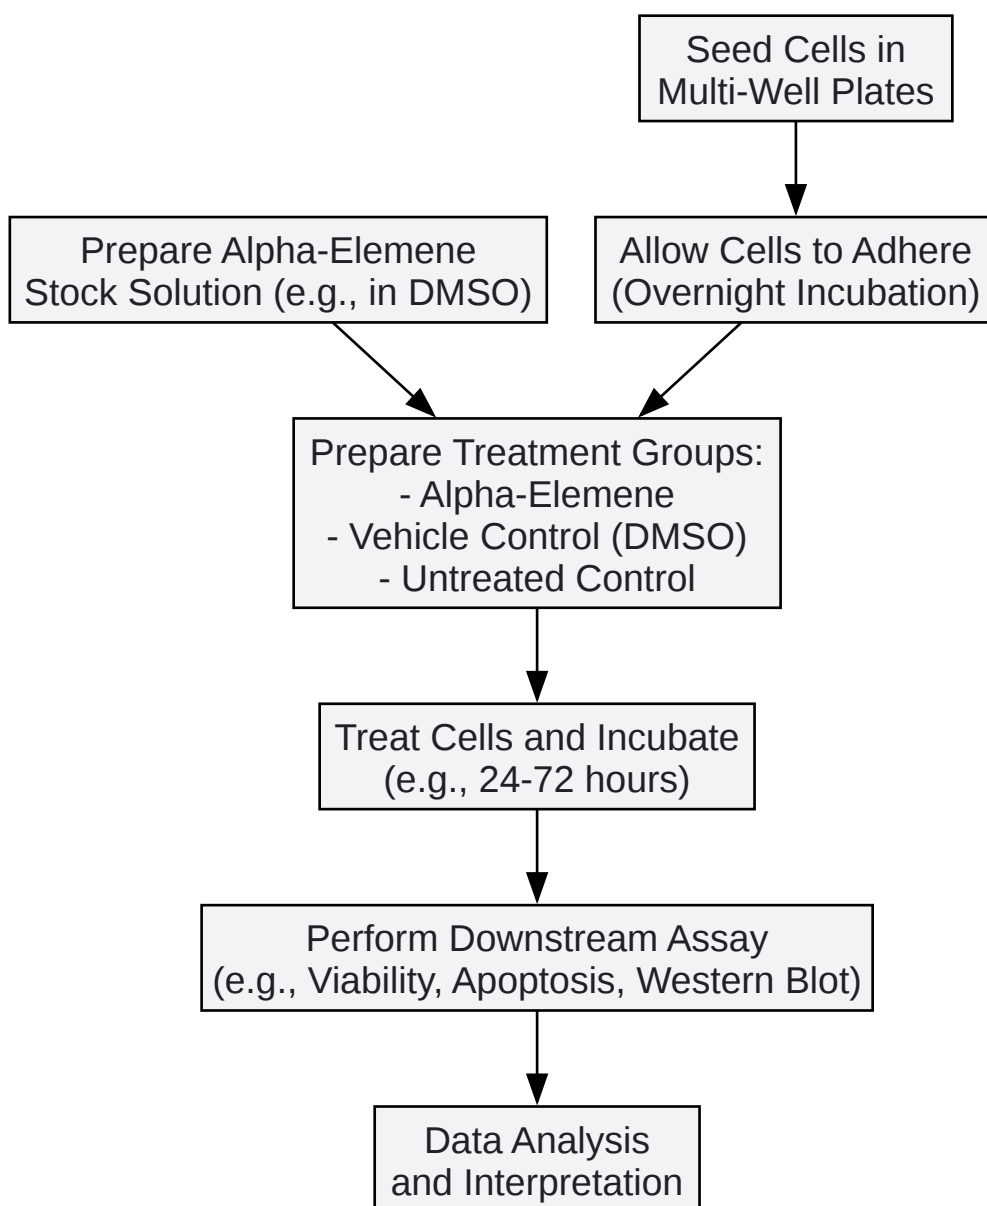 Seed Cells in
Multi-Well Plates
Prepare Alpha-Elemene
Stock Solution (e.g., in DMSO)
Allow Cells to Adhere
(Overnight Incubation)
Prepare Treatment Groups:
- Alpha-Elemene
- Vehicle Control (DMSO)
- Untreated Control
Treat Cells and Incubate
(e.g., 24-72 hours)
Perform Downstream Assay
(e.g., Viability, Apoptosis, Western Blot)
Data Analysis
and Interpretation